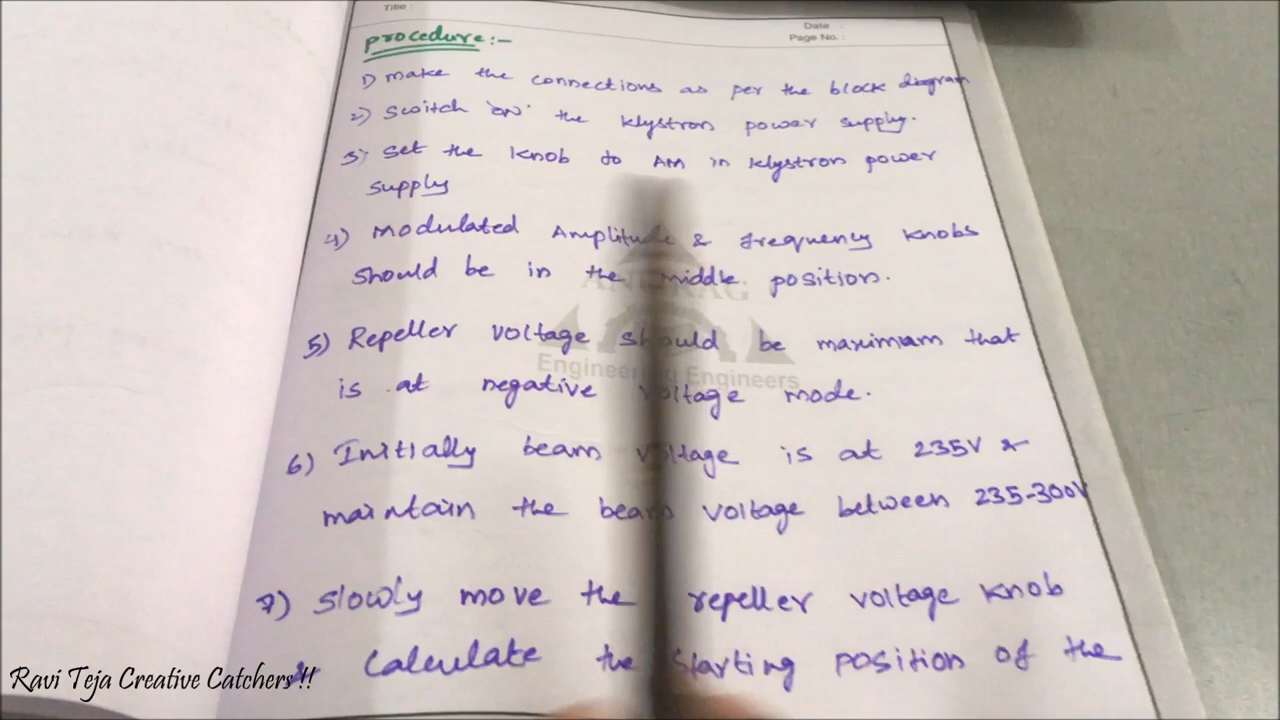 Title :
Date :
Page No. :
procedure:-
1) make the connections as per the block diagram
2) Switch 'on' the klystron power supply.
3) Set the knob to AM in klystron power
supply
4) Modulated Amplitude & frequency knobs
should be in the middle position.
5) Repeller voltage should be maximum that
is at negative voltage mode.
6) Initially beam voltage is at 235V &
maintain the beam voltage between 235-300V
7) Slowly move the repeller voltage knob
& calculate the starting position of the
Engineering Engineers
Ravi Teja Creative Catchers !!